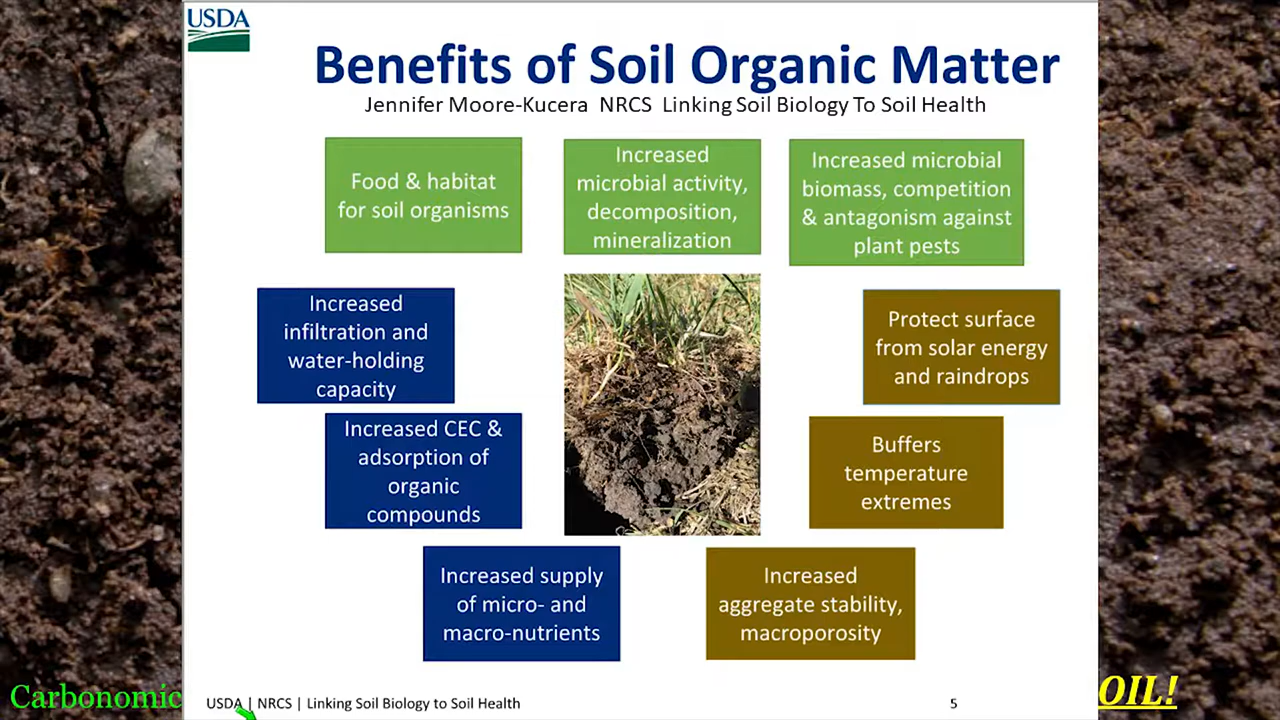 USDA
Benefits of Soil Organic Matter
Jennifer Moore-Kucera NRCS Linking Soil Biology To Soil Health
Food & habitat
for soil organisms
Increased
microbial activity,
decomposition,
mineralization
Increased microbial
biomass, competition
& antagonism against
plant pests
Increased
infiltration and
water-holding
capacity
Protect surface
from solar energy
and raindrops
Increased CEC &
adsorption of
organic
compounds
Buffers
temperature
extremes
Increased supply
of micro- and
macro-nutrients
Increased
aggregate stability,
macroporosity
Carbonomic
USDA | NRCS | Linking Soil Biology to Soil Health
5
OIL!